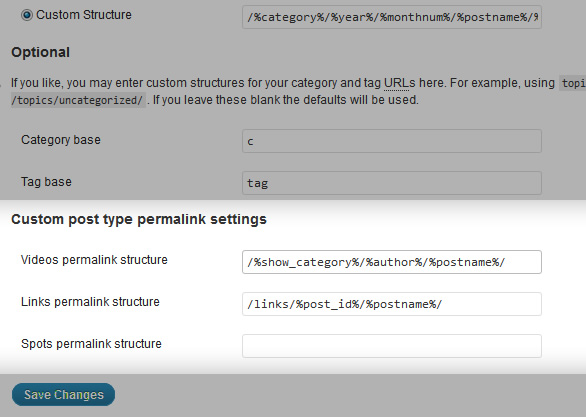 Custom Structure /%category%/%year%/%monthnum%/%postname%/%
Optional
If you like, you may enter custom structures for your category and tag URLs here. For example, using topi
/topics/uncategorized/ . If you leave these blank the defaults will be used.
Category base c
Tag base tag
Custom post type permalink settings
Videos permalink structure /%show_category%/%author%/%postname%/
Links permalink structure /links/%post_id%/%postname%/
Spots permalink structure
Save Changes